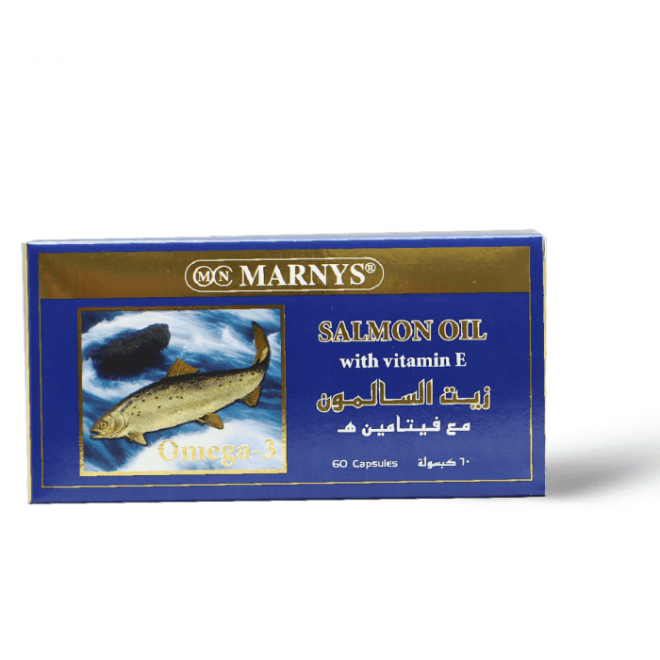 MN MARNYS®
SALMON OIL
with vitamin E
زيت السالمون
مع فيتامين هـ
Omega-3
60 Capsules ٦٠ كبسولة